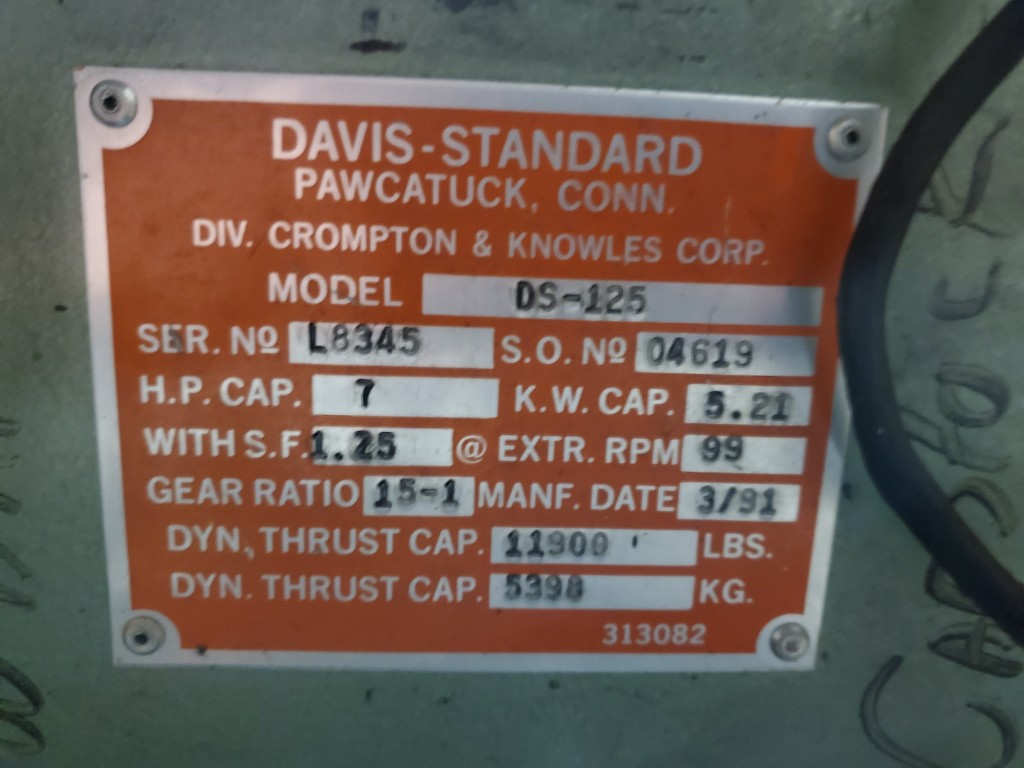 DAVIS-STANDARD
PAWCATUCK, CONN.
DIV. CROMPTON & KNOWLES CORP.
MODEL DS-125
SER. Nº L8345 S.O. Nº 04619
H.P. CAP. 7 K.W. CAP. 5.21
WITH S.F. 1.25 @ EXTR. RPM 99
GEAR RATIO 15-1 MANF. DATE 3/91
DYN. THRUST CAP. 11900 LBS.
DYN. THRUST CAP. 5398 KG.
313082